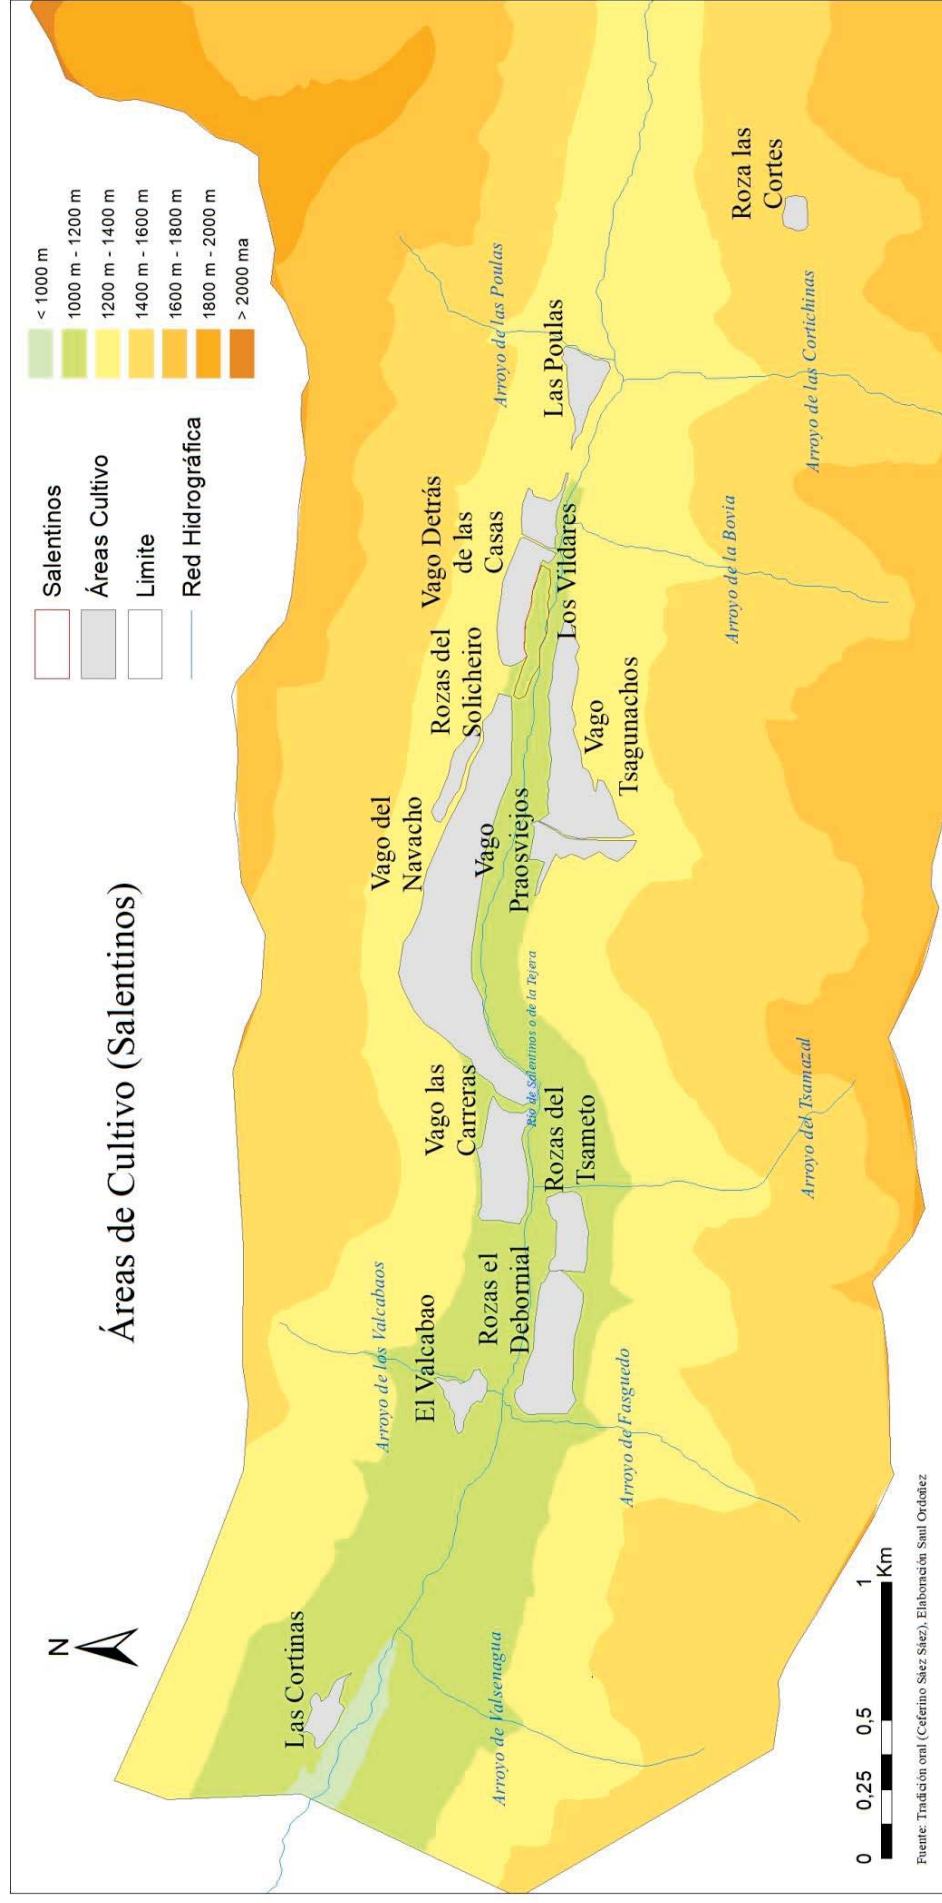 Áreas de Cultivo (Salentinos)
N
Salentinos
Áreas Cultivo
Limite
Red Hidrográfica
< 1000 m
1000 m - 1200 m
1200 m - 1400 m
1400 m - 1600 m
1600 m - 1800 m
1800 m - 2000 m
> 2000 ma
Las Cortinas
Arroyo de Valsenagua
Arroyo de los Valcabaos
El Valcabao
Rozas el
Debornial
Arroyo de Fasguedo
Vago las
Carreras
Rozas del
Tsameto
Río de Salentinos o de la Tejera
Arroyo del Tsamazal
Vago del
Navacho
Rozas del
Solicheiro
Vago
Praosviejos
Vago
Tsagunachos
Vago Detrás
de las
Casas
Los Vildares
Arroyo de la Bovia
Las Poulas
Arroyo de las Poulas
Arroyo de las Cortichinas
Roza las
Cortes
0 0,25 0,5 1
Km
Fuente: Tradición oral (Ceferino Sáez Sáez), Elaboración Saul Ordoñez